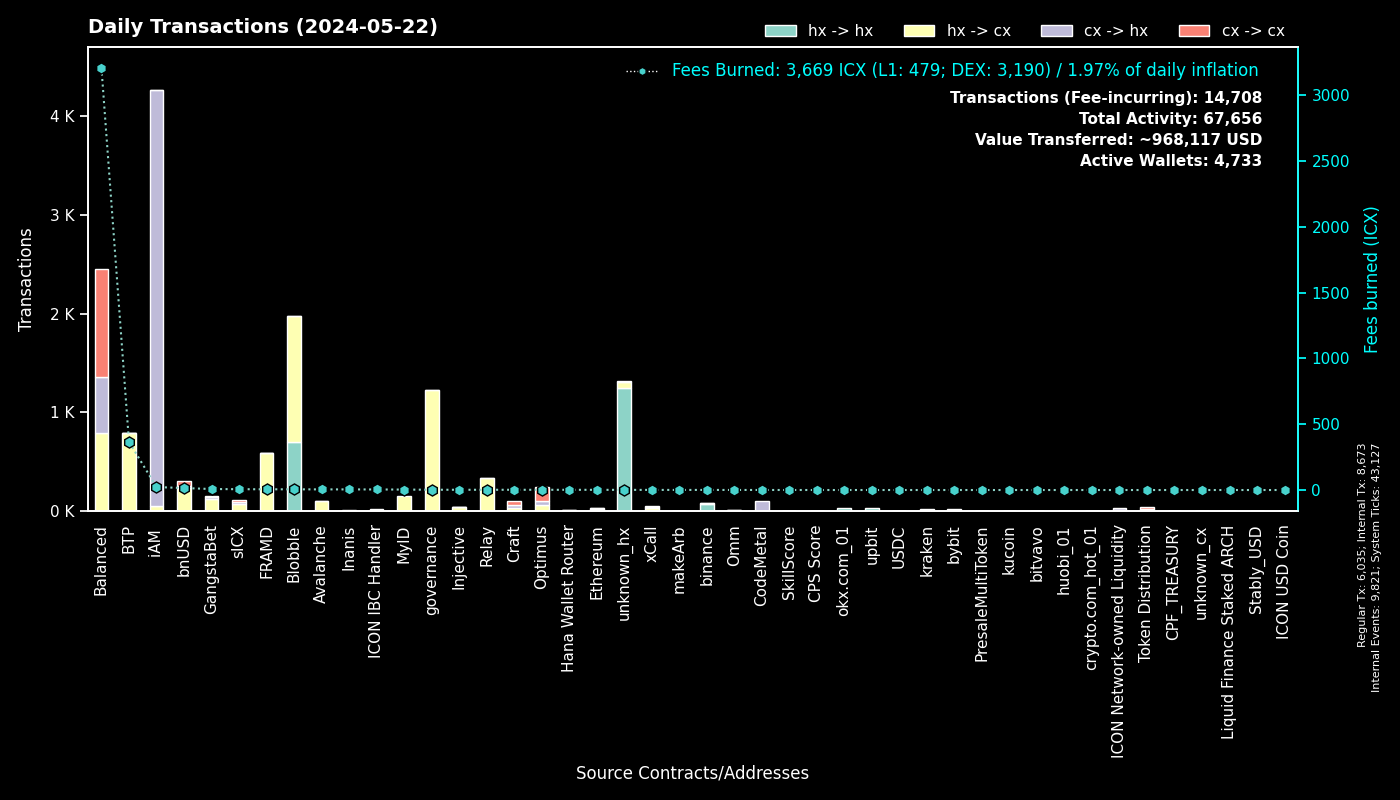 Daily Transactions (2024-05-22)
hx -> hx
hx -> cx
cx -> hx
cx -> cx
Fees Burned: 3,669 ICX (L1: 479; DEX: 3,190) / 1.97% of daily inflation
Transactions (Fee-incurring): 14,708
Total Activity: 67,656
Value Transferred: ~968,117 USD
Active Wallets: 4,733
Transactions
4 K
3 K
2 K
1 K
0 K
3000
2500
2000
1500
1000
500
0
Fees burned (ICX)
Regular Tx: 6,035; Internal Tx: 8,673
Internal Events: 9,821; System Ticks: 43,127
Balanced
BTP
IAM
bnUSD
GangstaBet
sICX
FRAMD
Blobble
Avalanche
Inanis
ICON IBC Handler
MyID
governance
Injective
Relay
Craft
Optimus
Hana Wallet Router
Ethereum
unknown_hx
xCall
makeArb
binance
Omm
CodeMetal
SkillScore
CPS Score
okx.com_01
upbit
USDC
kraken
bybit
PresaleMultiToken
kucoin
bitvavo
huobi_01
crypto.com_hot_01
ICON Network-owned Liquidity
Token Distribution
CPF_TREASURY
unknown_cx
Liquid Finance Staked ARCH
Stably_USD
ICON USD Coin
Source Contracts/Addresses